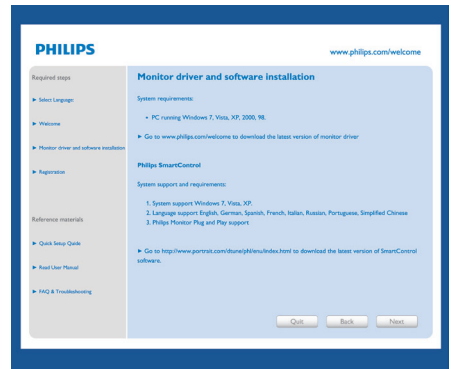 PHILIPS
www.philips.com/welcome
Required steps
► Select Language
► Welcome
► Monitor driver and software installation
► Registration
Reference materials
► Quick Setup Guide
► Read User Manual
► FAQ & Troubleshooting
Monitor driver and software installation
System requirements:
• PC running Windows 7, Vista, XP, 2000, 98.
► Go to www.philips.com/welcome to download the latest version of monitor driver
Philips SmartControl
System support and requirements:
1. System support Windows 7, Vista, XP.
2. Language support English, German, Spanish, French, Italian, Russian, Portuguese, Simplified Chinese
3. Philips Monitor Plug and Play support
► Go to http://www.portrait.com/dtune/phl/enu/index.html to download the latest version of SmartControl
software.
Quit
Back
Next